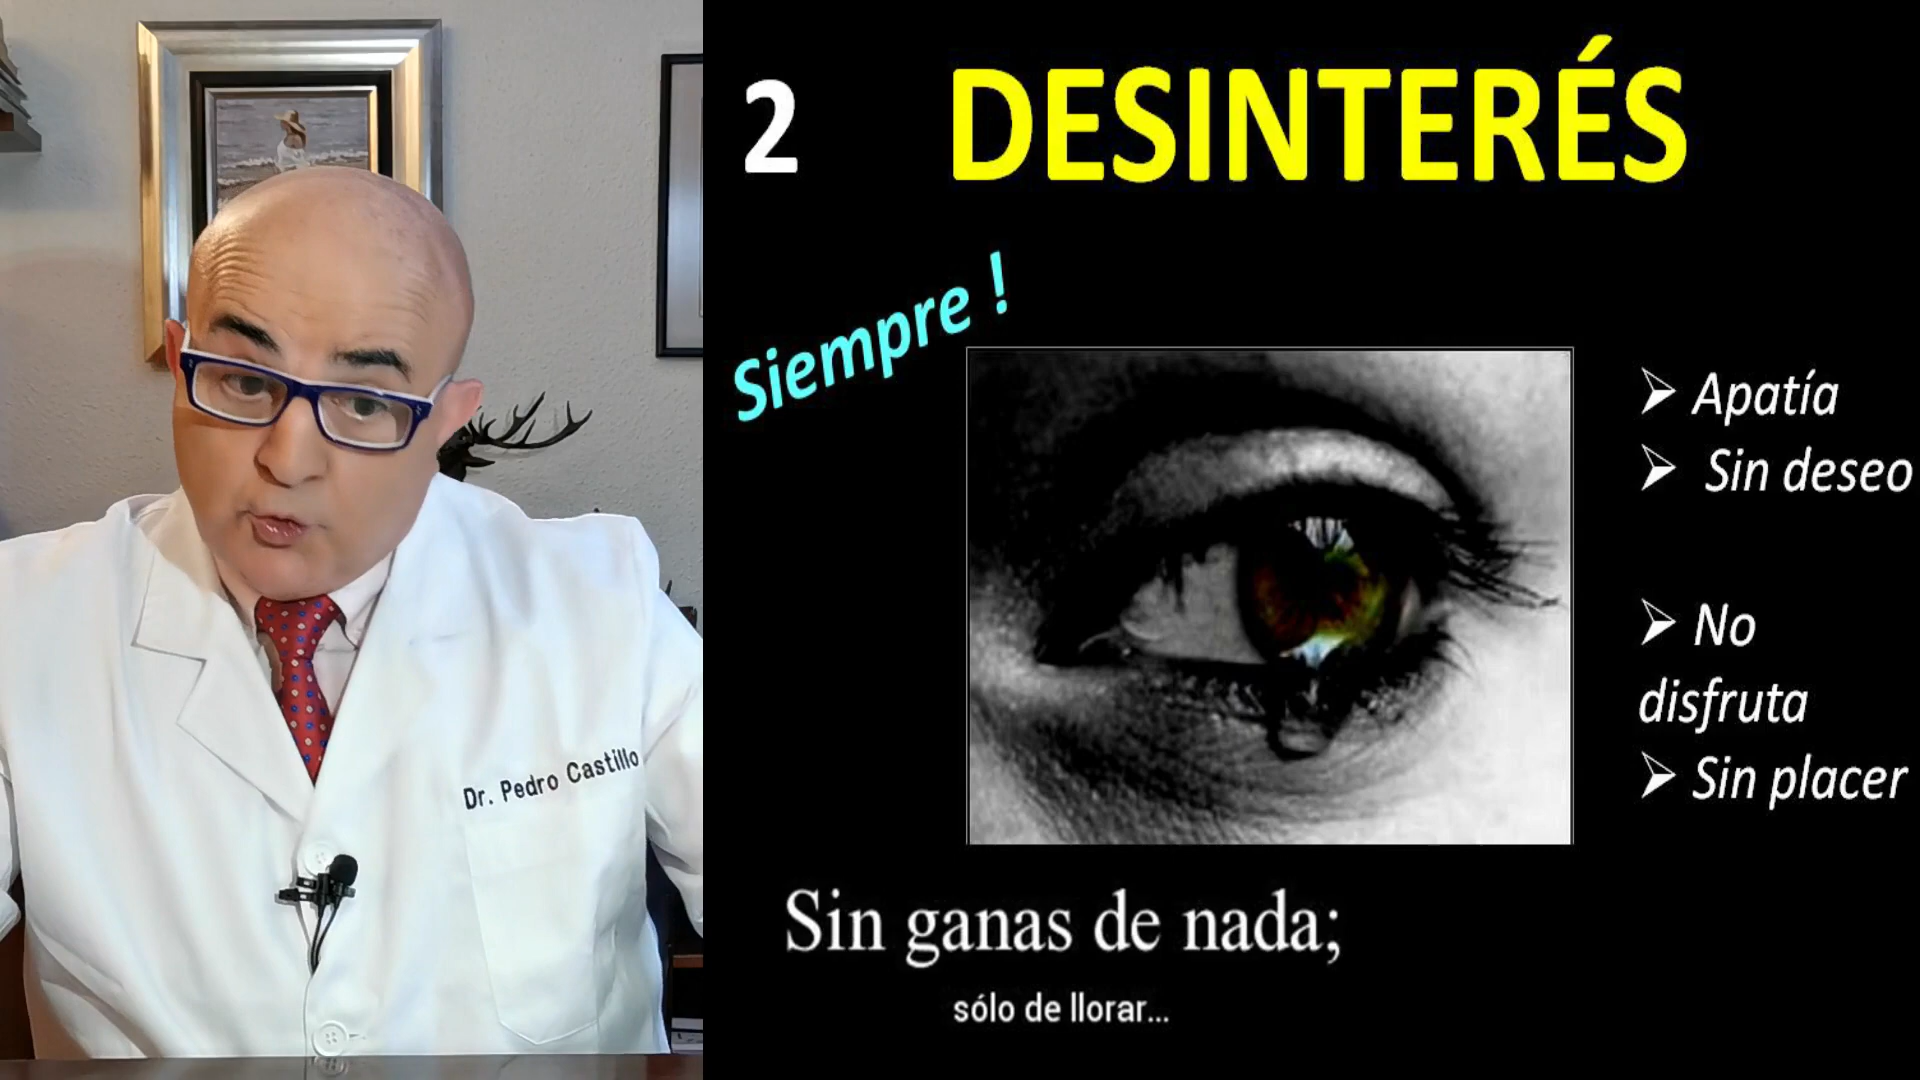 Dr. Pedro Castillo
2 DESINTERÉS
Siempre !
➢ Apatía
➢ Sin deseo
➢ No
disfruta
➢ Sin placer
Sin ganas de nada;
sólo de llorar...